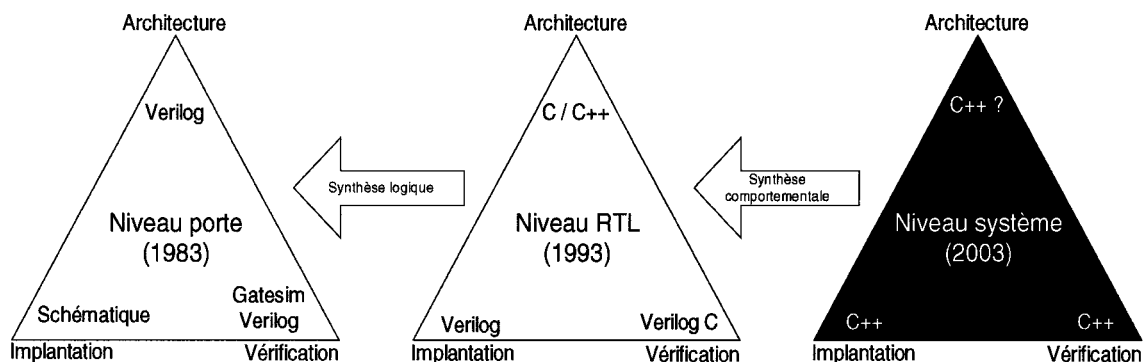 Architecture
Verilog
Niveau porte
(1983)
Schématique
Gatesim
Verilog
Implantation
Vérification
Synthèse logique
Architecture
C / C++
Niveau RTL
(1993)
Verilog
Verilog C
Implantation
Vérification
Synthèse
comportementale
Architecture
C++ ?
Niveau système
(2003)
C++
C++
Implantation
Vérification